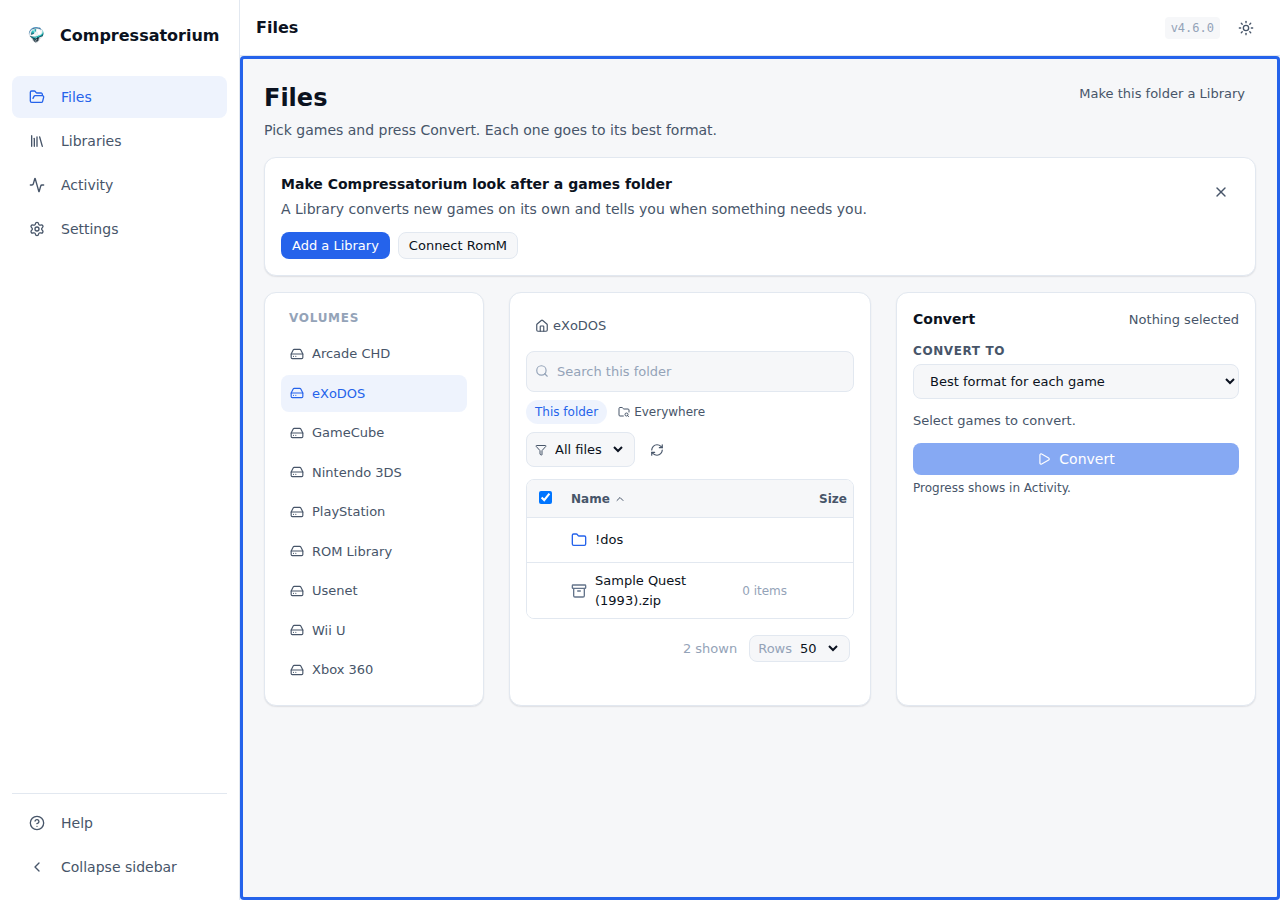 Compressatorium
Files
Libraries
Activity
Settings
Help
Collapse sidebar
Files
v4.6.0
Files
Make this folder a Library
Pick games and press Convert. Each one goes to its best format.
Make Compressatorium look after a games folder
A Library converts new games on its own and tells you when something needs you.
Add a Library
Connect RomM
VOLUMES
Arcade CHD
eXoDOS
GameCube
Nintendo 3DS
PlayStation
ROM Library
Usenet
Wii U
Xbox 360
eXoDOS
Search this folder
This folder
Everywhere
All files
Name
Size
!dos
Sample Quest
(1993).zip
0 items
2 shown
Rows 50
Convert
Nothing selected
CONVERT TO
Best format for each game
Select games to convert.
Convert
Progress shows in Activity.